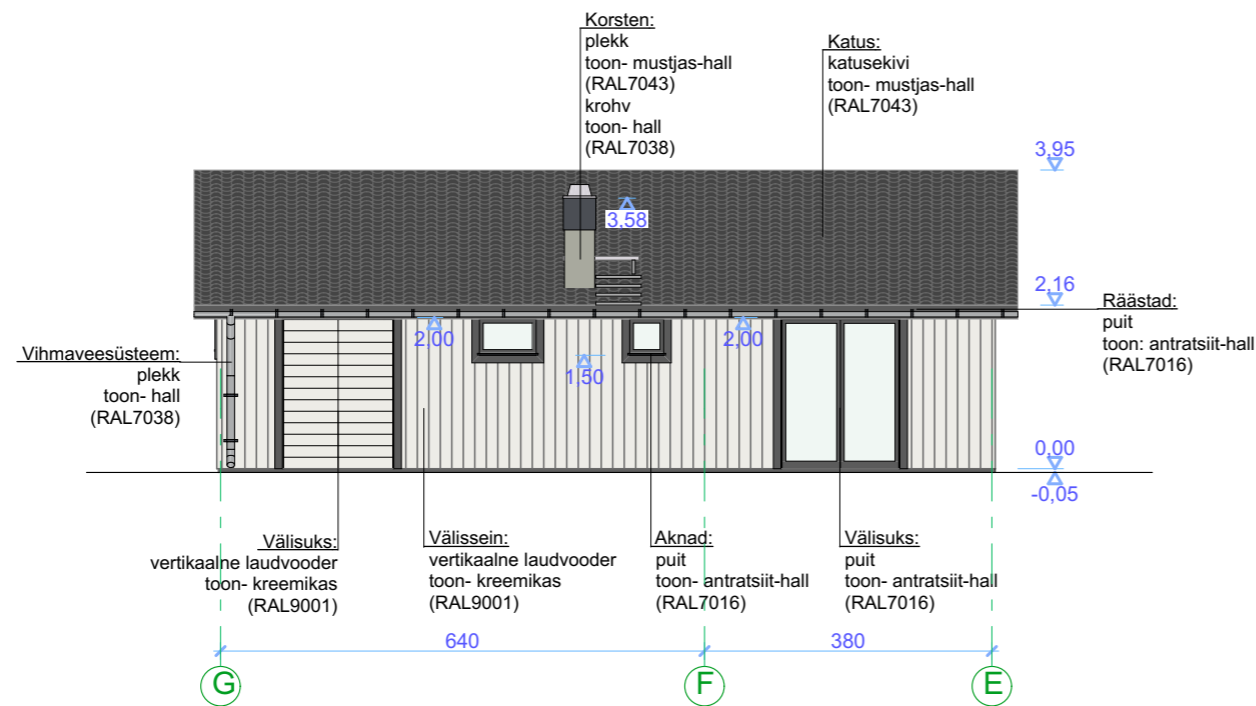 Korsten:
plekk
toon- mustjas-hall
(RAL7043)
krohv
toon- hall
(RAL7038)
Katus:
katusekivi
toon- mustjas-hall
(RAL7043)
3,95
3,58
2,16
Räästad:
puit
toon: antratsiit-hall
(RAL7016)
2,00
2,00
1,50
Vihmaveesüsteem:
plekk
toon- hall
(RAL7038)
0,00
-0,05
Välisuks:
vertikaalne laudvooder
toon- kreemikas
(RAL9001)
Välissein:
vertikaalne laudvooder
toon- kreemikas
(RAL9001)
Aknad:
puit
toon- antratsiit-hall
(RAL7016)
Välisuks:
puit
toon- antratsiit-hall
(RAL7016)
640
380
G
F
E